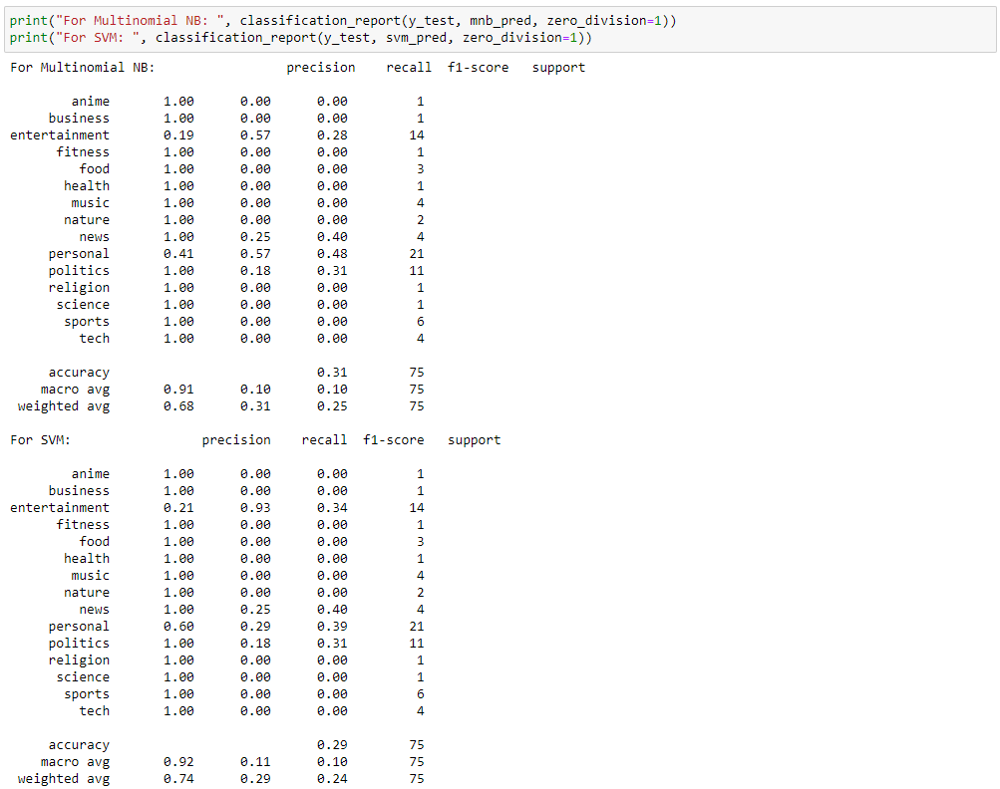 print("For Multinomial NB: ", classification_report(y_test, mnb_pred, zero_division=1))
print("For SVM: ", classification_report(y_test, svm_pred, zero_division=1))
For Multinomial NB: precision recall f1-score support
anime 1.00 0.00 0.00 1
business 1.00 0.00 0.00 1
entertainment 0.19 0.57 0.28 14
fitness 1.00 0.00 0.00 1
food 1.00 0.00 0.00 3
health 1.00 0.00 0.00 1
music 1.00 0.00 0.00 4
nature 1.00 0.00 0.00 2
news 1.00 0.25 0.40 4
personal 0.41 0.57 0.48 21
politics 1.00 0.18 0.31 11
religion 1.00 0.00 0.00 1
science 1.00 0.00 0.00 1
sports 1.00 0.00 0.00 6
tech 1.00 0.00 0.00 4
accuracy 0.31 75
macro avg 0.91 0.10 0.10 75
weighted avg 0.68 0.31 0.25 75
For SVM: precision recall f1-score support
anime 1.00 0.00 0.00 1
business 1.00 0.00 0.00 1
entertainment 0.21 0.93 0.34 14
fitness 1.00 0.00 0.00 1
food 1.00 0.00 0.00 3
health 1.00 0.00 0.00 1
music 1.00 0.00 0.00 4
nature 1.00 0.00 0.00 2
news 1.00 0.25 0.40 4
personal 0.60 0.29 0.39 21
politics 1.00 0.18 0.31 11
religion 1.00 0.00 0.00 1
science 1.00 0.00 0.00 1
sports 1.00 0.00 0.00 6
tech 1.00 0.00 0.00 4
accuracy 0.29 75
macro avg 0.92 0.11 0.10 75
weighted avg 0.74 0.29 0.24 75